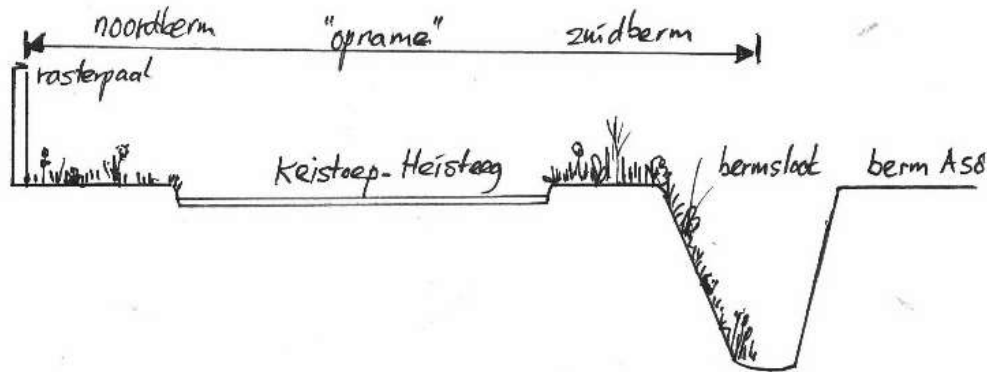 noordberm "opname" zuidberm
rasterpaal
Keistoep-Heisteeg bermsloot berm A58